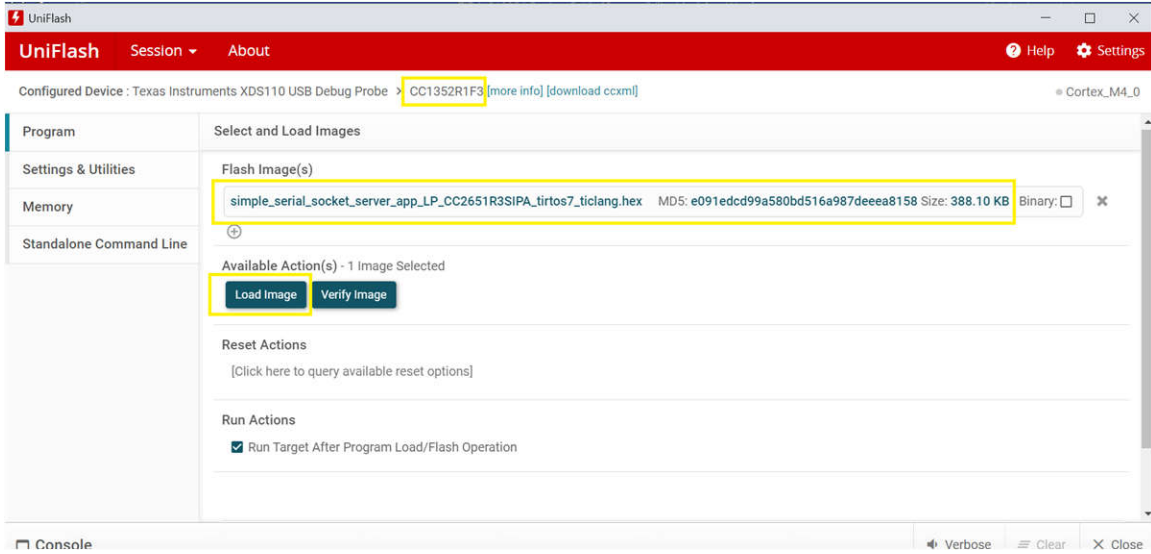 UniFlash
UniFlash Session About Help Settings
Configured Device : Texas Instruments XDS110 USB Debug Probe > CC1352R1F3 [more info] [download ccxml] Cortex_M4_0
Program
Settings & Utilities
Memory
Standalone Command Line
Select and Load Images
Flash Image(s)
simple_serial_socket_server_app_LP_CC2651R3SIPA_tirtos7_ticlang.hex MD5: e091edcd99a580bd516a987deeea8158 Size: 388.10 KB Binary:
Available Action(s) - 1 Image Selected
Load Image Verify Image
Reset Actions
[Click here to query available reset options]
Run Actions
Run Target After Program Load/Flash Operation
Console Verbose Clear Close